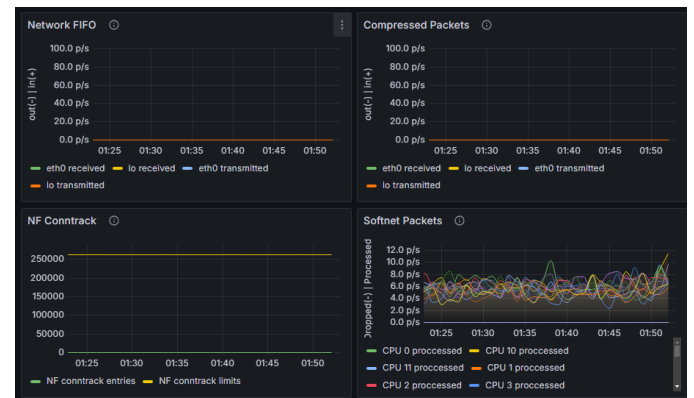 Network FIFO
out(-) | in(+)
100.0 p/s
80.0 p/s
60.0 p/s
40.0 p/s
20.0 p/s
0.0 p/s
01:25 01:30 01:35 01:40 01:45 01:50
eth0 received lo received eth0 transmitted
lo transmitted
Compressed Packets
out(-) | in(+)
100.0 p/s
80.0 p/s
60.0 p/s
40.0 p/s
20.0 p/s
0.0 p/s
01:25 01:30 01:35 01:40 01:45 01:50
eth0 received lo received eth0 transmitted
lo transmitted
NF Conntrack
250000
200000
150000
100000
50000
0
01:25 01:30 01:35 01:40 01:45 01:50
NF conntrack entries NF conntrack limits
Softnet Packets
Dropped(-) | Processed
12.0 p/s
10.0 p/s
8.0 p/s
6.0 p/s
4.0 p/s
2.0 p/s
0.0 p/s
01:25 01:30 01:35 01:40 01:45 01:50
CPU 0 proccessed CPU 10 proccessed
CPU 11 proccessed CPU 1 proccessed
CPU 2 proccessed CPU 3 proccessed